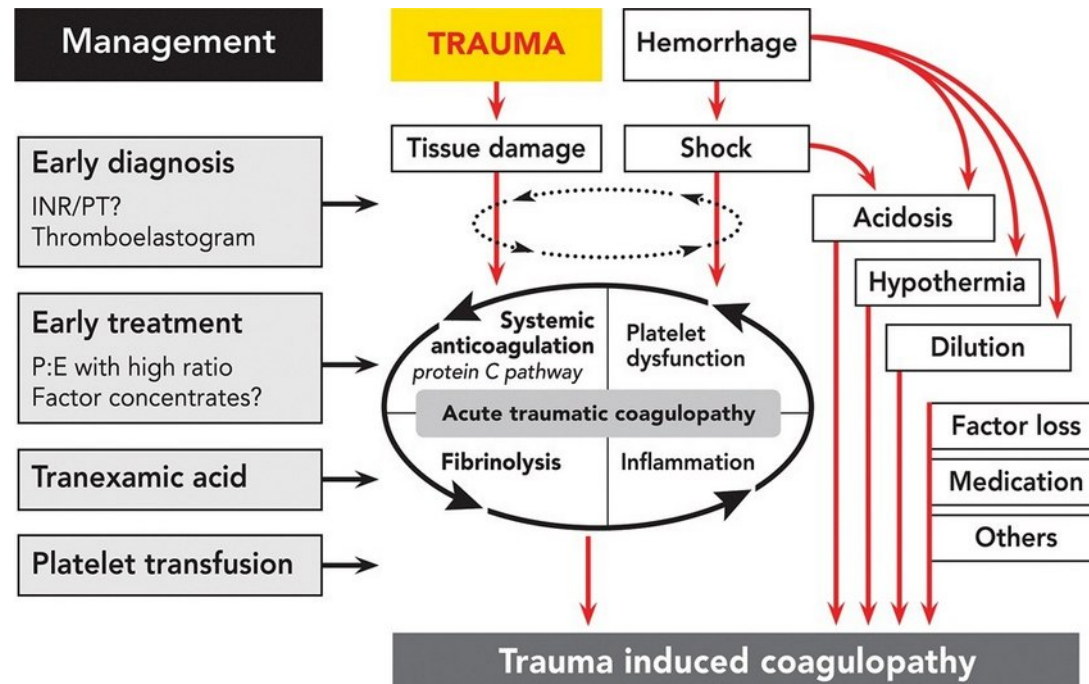 Management
TRAUMA
Hemorrhage
Early diagnosis
INR/PT?
Thromboelastogram
Tissue damage
Shock
Acidosis
Hypothermia
Dilution
Early treatment
P:E with high ratio
Factor concentrates?
Systemic
anticoagulation
protein C pathway
Platelet
dysfunction
Acute traumatic coagulopathy
Fibrinolysis
Inflammation
Factor loss
Medication
Others
Tranexamic acid
Platelet transfusion
Trauma induced coagulopathy